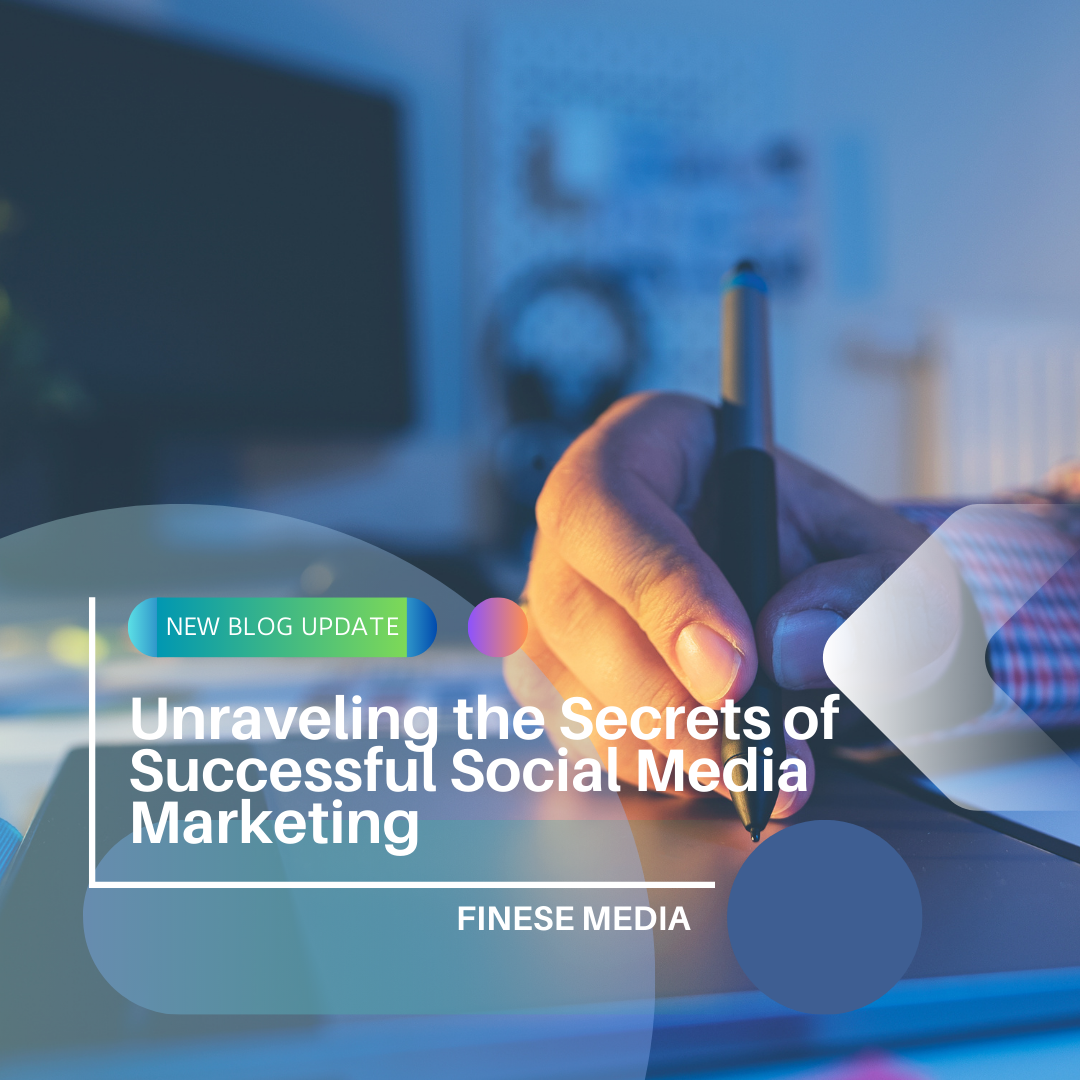 NEW BLOG UPDATE
Unraveling the Secrets of
Successful Social Media
Marketing
FINESE MEDIA